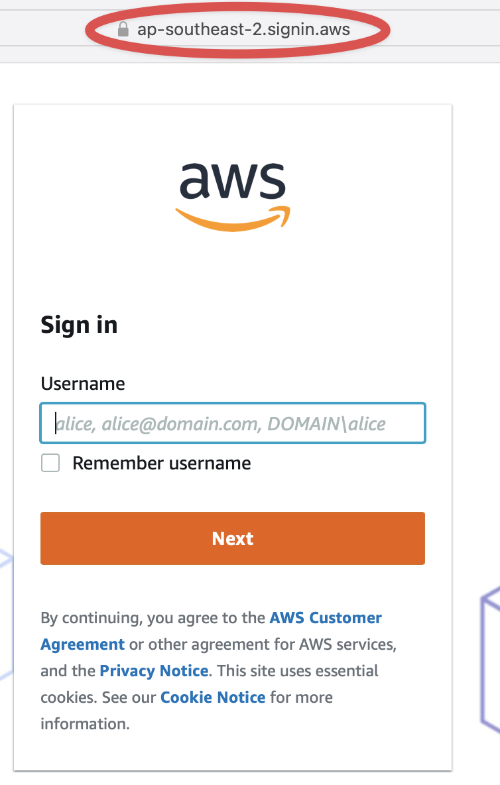 ap-southeast-2.signin.aws
aws
Sign in
Username
alice, alice@domain.com, DOMAIN\alice
Remember username
Next
By continuing, you agree to the AWS Customer
Agreement or other agreement for AWS services,
and the Privacy Notice. This site uses essential
cookies. See our Cookie Notice for more
information.